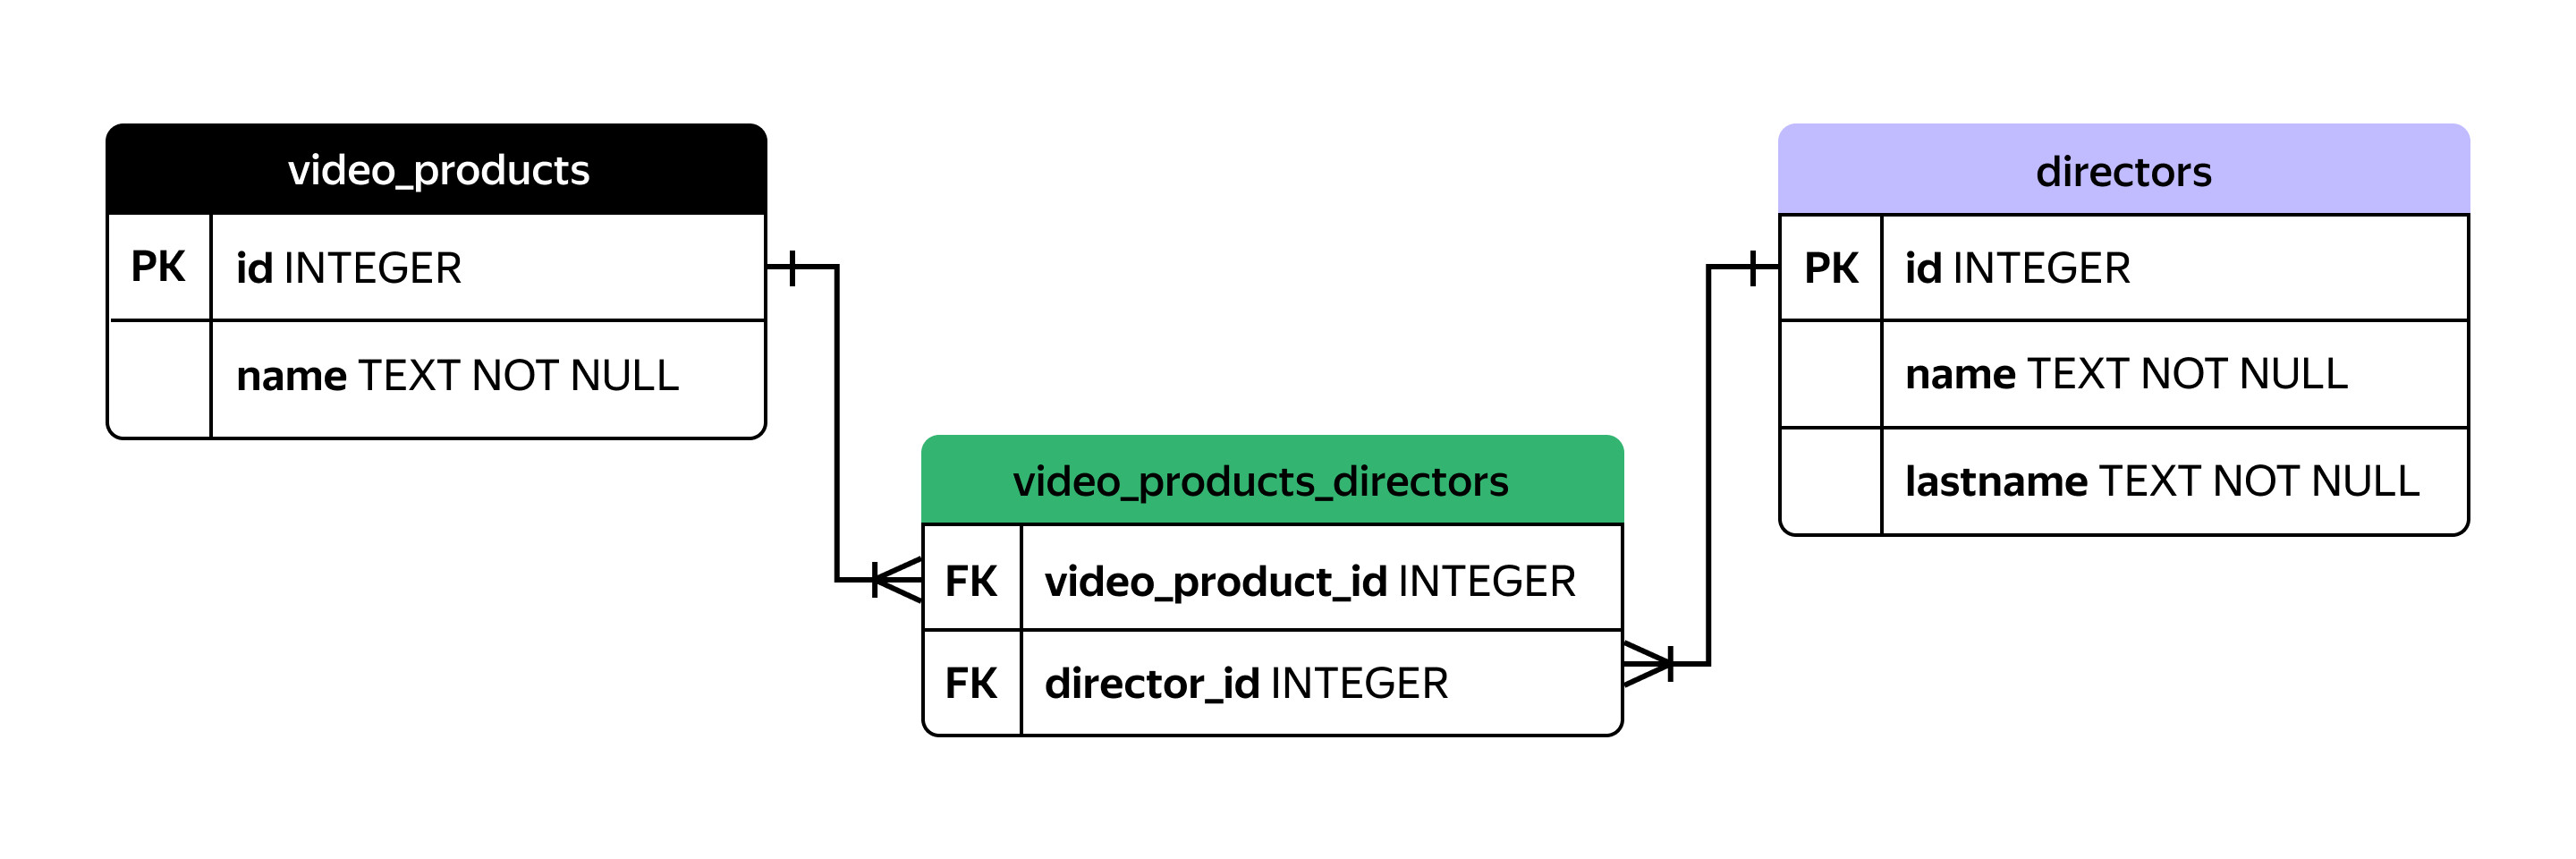 video_products
PK id INTEGER
name TEXT NOT NULL
directors
PK id INTEGER
name TEXT NOT NULL
lastname TEXT NOT NULL
video_products_directors
FK video_product_id INTEGER
FK director_id INTEGER